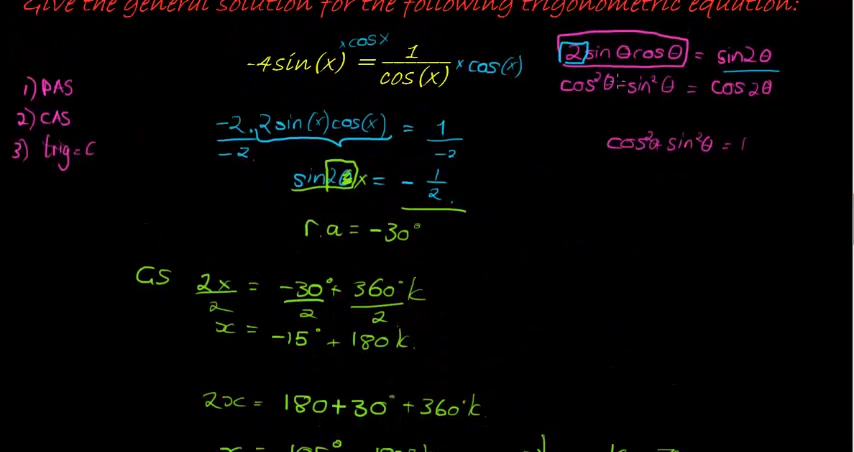 Give the general solution for the following trigonometric equation:
×cosx
-4sin(x) = 1/cos(x) × cos(x)
2sinθcosθ = sin2θ
cos²θ - sin²θ = cos2θ
1) PAS
2) CAS
3) trig=c
-2.2sin(x)cos(x)/-2 = 1/-2
cos²θ sin²θ = 1
sin2x = -1/2
r.a = -30°
GS 2x/2 = -30°/2 + 360°k/2
x = -15° + 180k.
2x = 180+30° +360°k.
x =